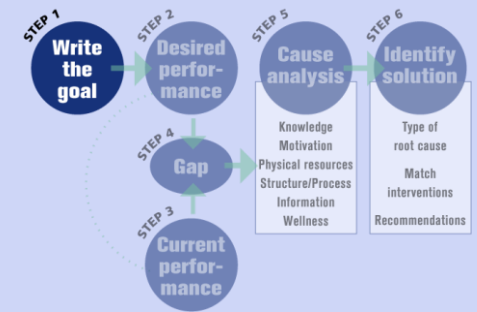 STEP 1
Write
the
goal
STEP 2
Desired
perfor-
mance
STEP 4
Gap
STEP 3
Current
perfor-
mance
STEP 5
Cause
analysis
Knowledge
Motivation
Physical resources
Structure/Process
Information
Wellness
STEP 6
Identify
solution
Type of
root cause
Match
interventions
Recommendations